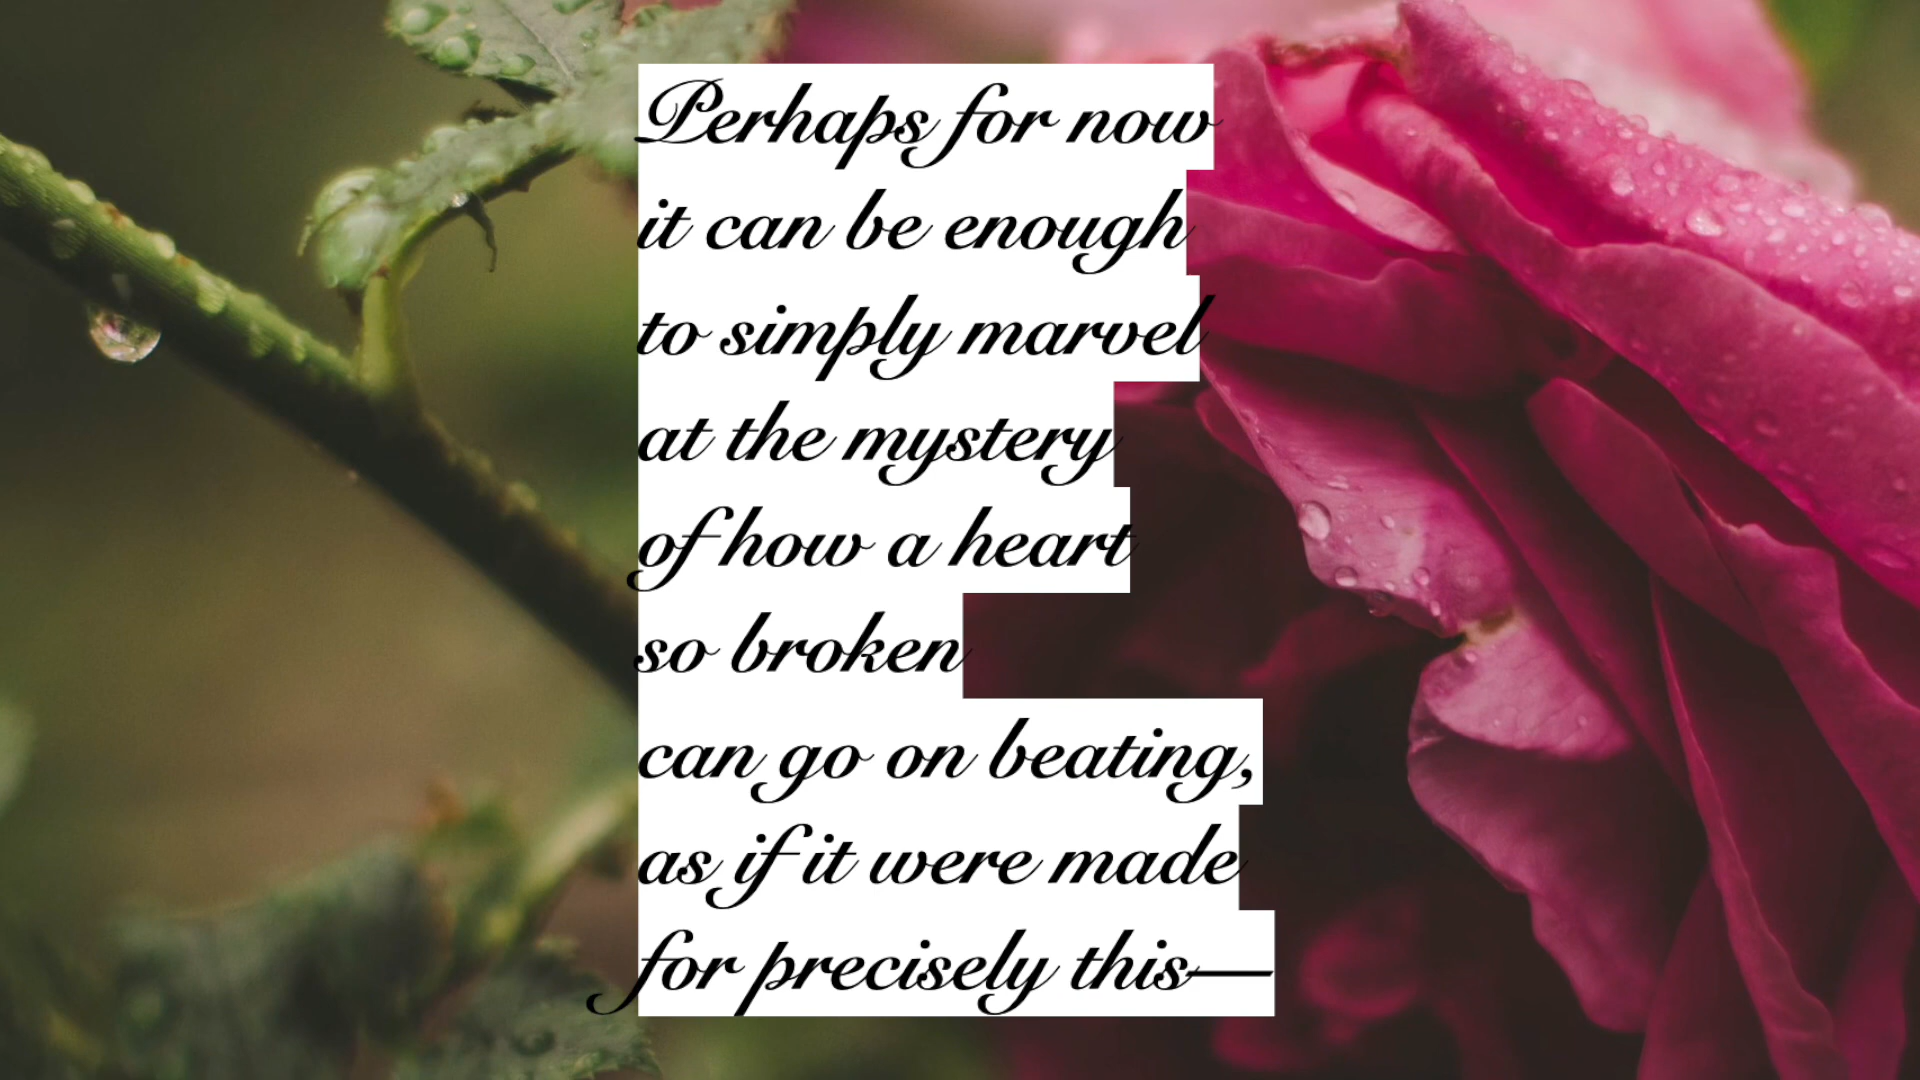 Perhaps for now
it can be enough
to simply marvel
at the mystery
of how a heart
so broken
can go on beating,
as if it were made
for precisely this—